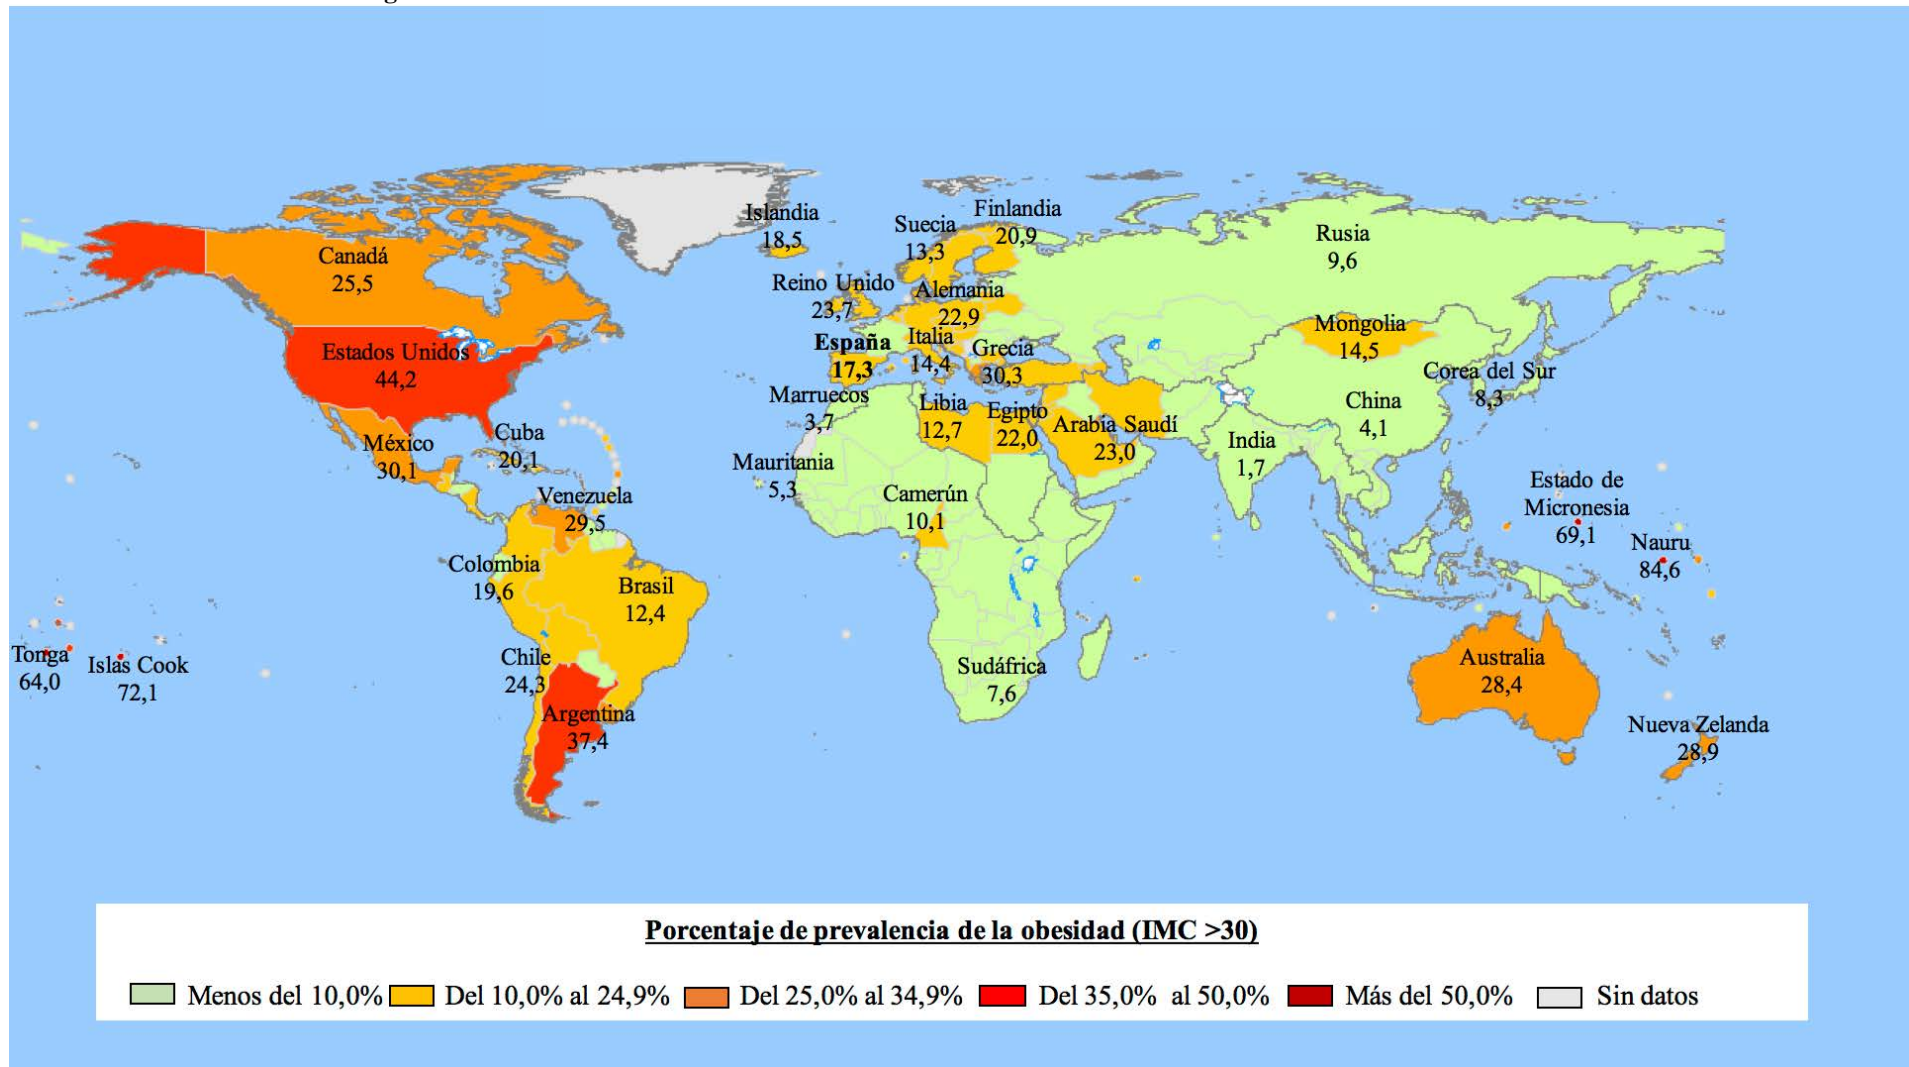 Islandia
18,5
Suecia
13,3
Finlandia
20,9
Rusia
9,6
Canadá
25,5
Reino Unido
23,7
Alemania
22,9
Estados Unidos
44,2
España
17,3
Italia
14,4
Grecia
30,3
Mongolia
14,5
Corea del Sur
8,3
Marruecos
3,7
Libia
12,7
Egipto
22,0
Arabia Saudí
23,0
China
4,1
India
1,7
México
30,1
Cuba
20,1
Mauritania
5,3
Camerún
10,1
Venezuela
29,5
Estado de
Micronesia
69,1
Nauru
84,6
Colombia
19,6
Brasil
12,4
Tonga
64,0
Islas Cook
72,1
Chile
24,3
Argentina
37,4
Sudáfrica
7,6
Australia
28,4
Nueva Zelanda
28,9
Porcentaje de prevalencia de la obesidad (IMC >30)
Menos del 10,0% Del 10,0% al 24,9% Del 25,0% al 34,9% Del 35,0% al 50,0% Más del 50,0% Sin datos